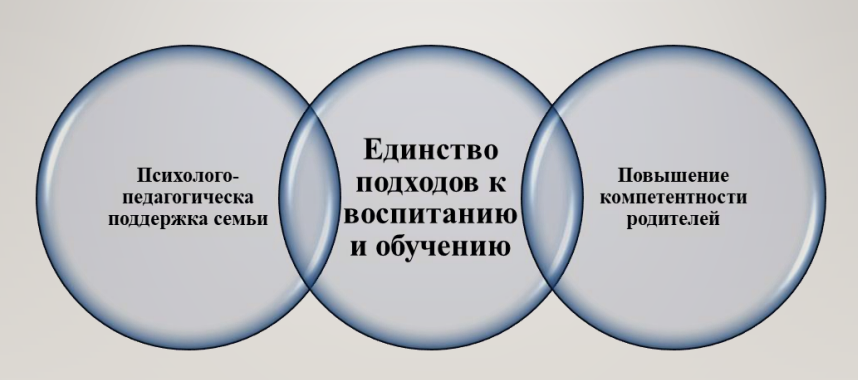 Психолого-
педагогическа
поддержка семьи
Единство
подходов к
воспитанию
и обучению
Повышение
компетентности
родителей